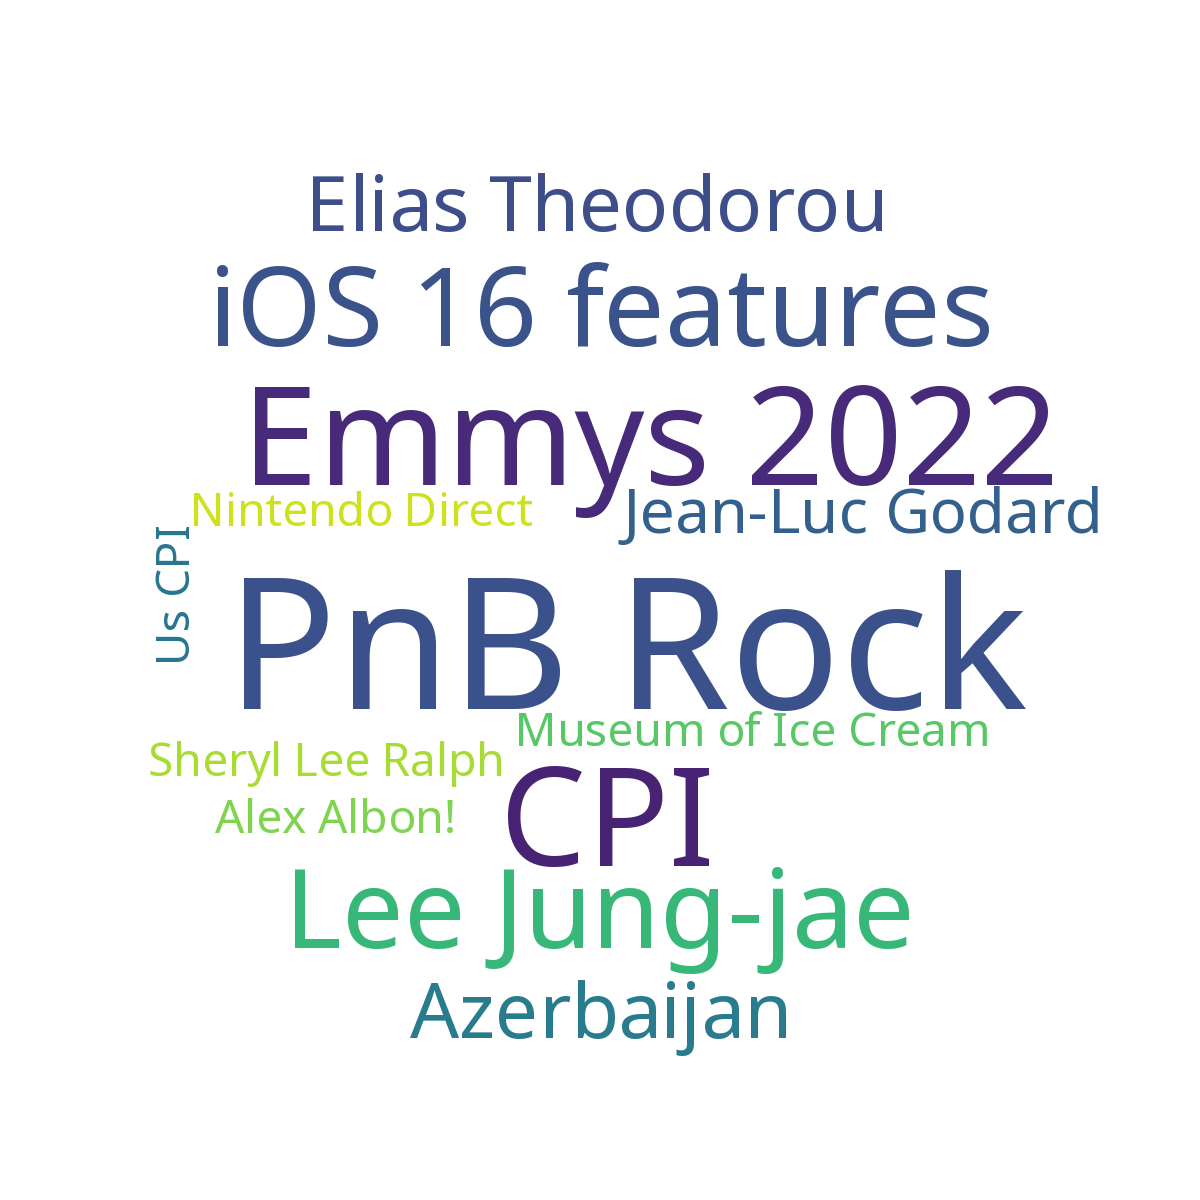 Elias Theodorou
iOS 16 features
Emmys 2022
Nintendo Direct
Jean-Luc Godard
Us CPI
PnB Rock
Museum of Ice Cream
Sheryl Lee Ralph
CPI
Alex Albon!
Lee Jung-jae
Azerbaijan